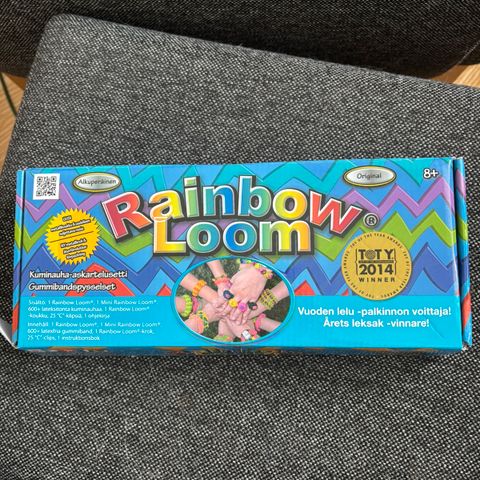 Alkuperäinen
Original
8+
Rainbow
Loom®
TOTY
2014
WINNER
Kuminauha-askartelusetti
Gummibandspysselset
Sisältö: 1 Rainbow Loom®, 1 Mini Rainbow Loom®,
600+ lateksitonta kuminauhaa, 1 Rainbow Loom®
-koukku, 25 "C" klipsiä, 1 ohjekirja
Innehåll: 1 Rainbow Loom®, 1 Mini Rainbow Loom®
600+ latexfria gummiband, 1 Rainbow Loom®-krok,
25 "C"-clips, 1 instruktionsbok
Vuoden lelu -palkinnon voittaja!
Årets leksak -vinnare!